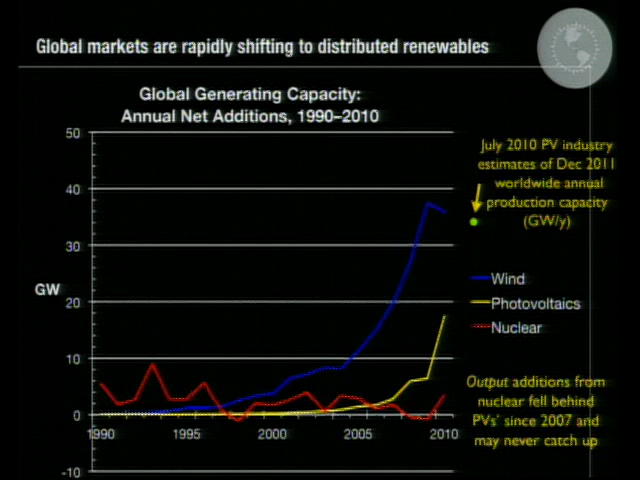 Global markets are rapidly shifting to distributed renewables
Global Generating Capacity:
Annual Net Additions, 1990–2010
50
40
30
20
10
0
-10
GW
1990
1995
2000
2005
2010
July 2010 PV industry
estimates of Dec 2011
worldwide annual
production capacity
(GW/y)
Wind
Photovoltaics
Nuclear
Output additions from
nuclear fell behind
PVs' since 2007 and
may never catch up